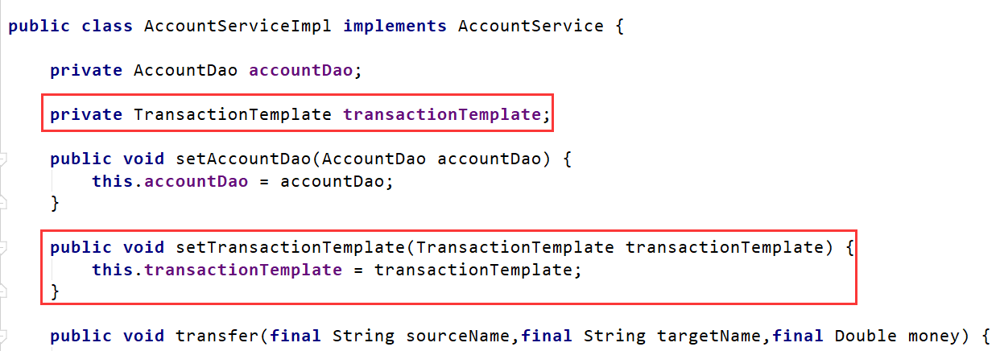 public class AccountServiceImpl implements AccountService {
private AccountDao accountDao;
private TransactionTemplate transactionTemplate;
public void setAccountDao(AccountDao accountDao) {
this.accountDao = accountDao;
}
public void setTransactionTemplate(TransactionTemplate transactionTemplate) {
this.transactionTemplate = transactionTemplate;
}
public void transfer(final String sourceName,final String targetName,final Double money) {